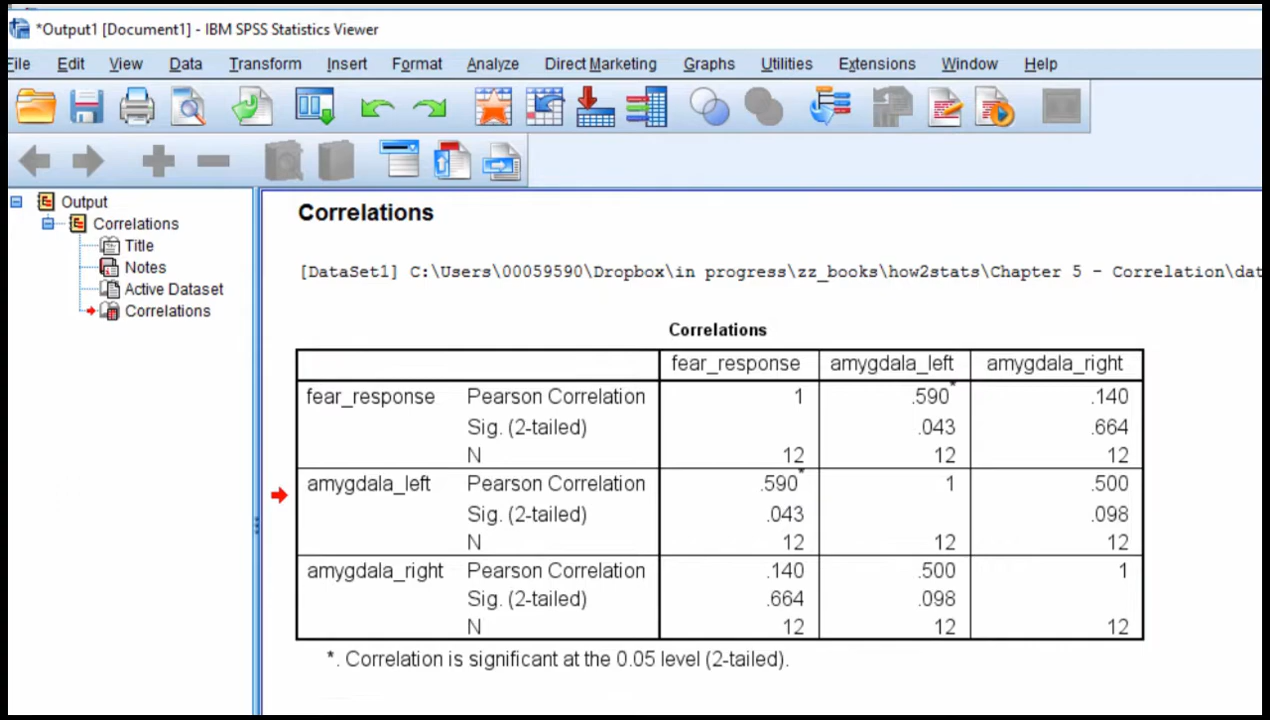 *Output1 [Document1] - IBM SPSS Statistics Viewer
File Edit View Data Transform Insert Format Analyze Direct Marketing Graphs Utilities Extensions Window Help
Output
Correlations
Title
Notes
Active Dataset
Correlations
Correlations
[DataSet1] C:\Users\00059590\Dropbox\in progress\zz_books\how2stats\Chapter 5 - Correlation\dat
Correlations
fear_response amygdala_left amygdala_right
fear_response Pearson Correlation 1 .590* .140
Sig. (2-tailed) .043 .664
N 12 12 12
amygdala_left Pearson Correlation .590* 1 .500
Sig. (2-tailed) .043 .098
N 12 12 12
amygdala_right Pearson Correlation .140 .500 1
Sig. (2-tailed) .664 .098
N 12 12 12
*. Correlation is significant at the 0.05 level (2-tailed).